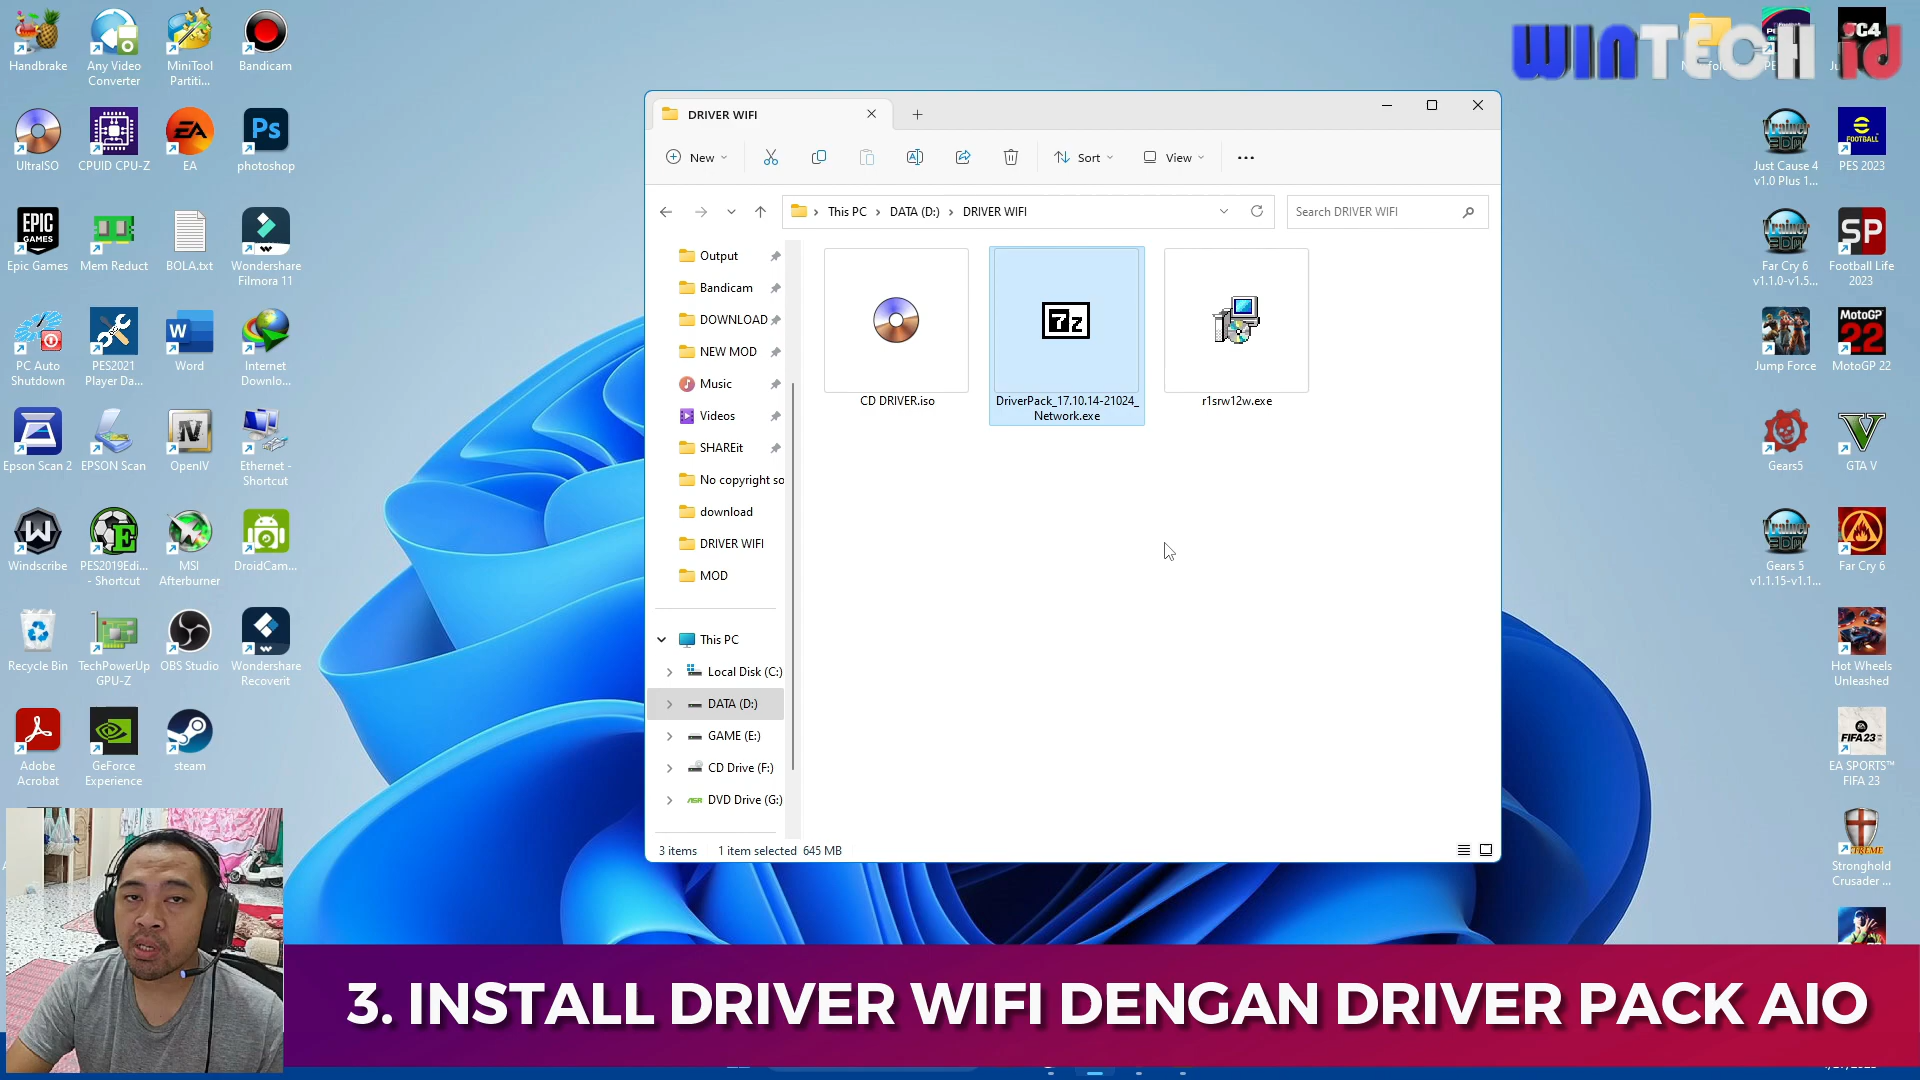 Handbrake
Any Video
Converter
MiniTool
Partiti...
Bandicam
UltraISO
CPUID CPU-Z
EA
photoshop
Epic Games
Mem Reduct
BOLA.txt
Wondershare
Filmora 11
PC Auto
Shutdown
PES2021
Player Da...
Word
Internet
Downlo...
Epson Scan 2
EPSON Scan
OpenIV
Ethernet -
Shortcut
Windscribe
PES2019Edi...
- Shortcut
MSI
Afterburner
DroidCam...
Recycle Bin
TechPowerUp
GPU-Z
OBS Studio
Wondershare
Recoverit
Adobe
Acrobat
GeForce
Experience
steam
DRIVER WIFI
New
Sort
View
This PC
DATA (D:)
DRIVER WIFI
Search DRIVER WIFI
Output
Bandicam
DOWNLOAD
NEW MOD
Music
Videos
SHAREit
No copyright so
download
DRIVER WIFI
MOD
This PC
Local Disk (C:)
DATA (D:)
GAME (E:)
CD Drive (F:)
DVD Drive (G:)
CD DRIVER.iso
7z
DriverPack_17.10.14-21024_
Network.exe
r1srw12w.exe
3 items
1 item selected 645 MB
WINTECH id
Just Cause 4
v1.0 Plus 1...
PES 2023
Far Cry 6
v1.1.0-v1.5...
Football Life
2023
Jump Force
MotoGP 22
Gears5
GTA V
Gears 5
v1.1.15-v1.1...
Far Cry 6
Hot Wheels
Unleashed
EA SPORTS™
FIFA 23
Stronghold
Crusader ...
3. INSTALL DRIVER WIFI DENGAN DRIVER PACK AIO